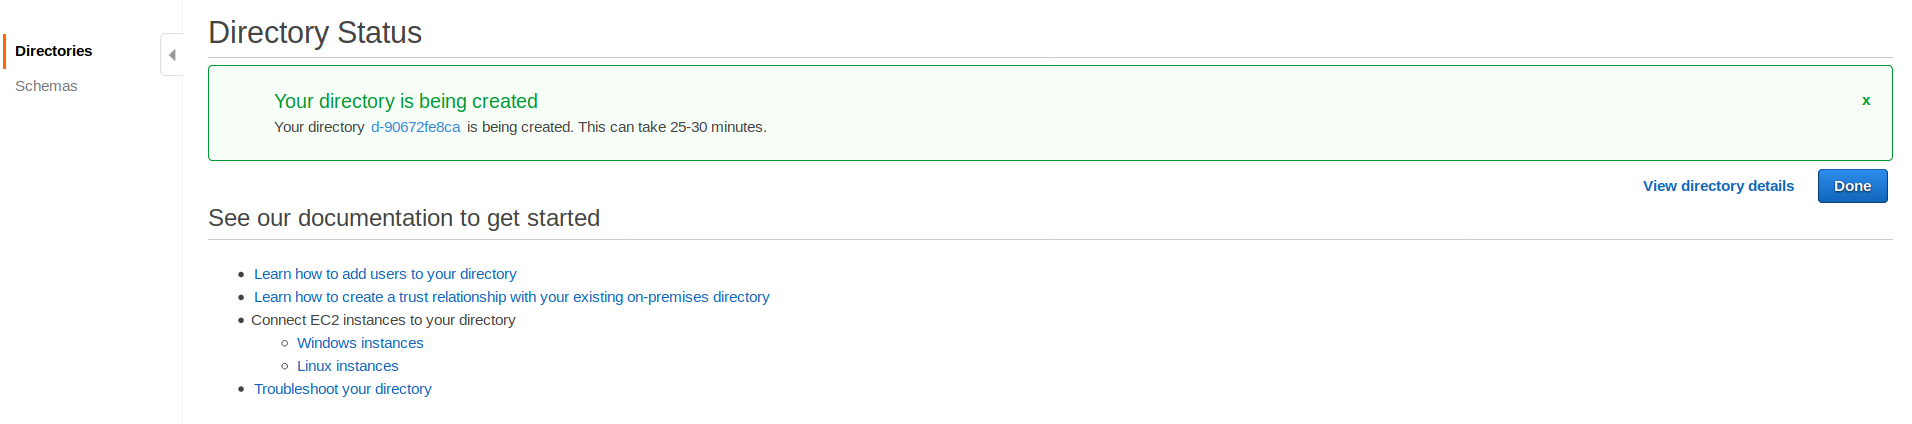 Directories
Schemas
Directory Status
Your directory is being created
x
Your directory d-90672fe8ca is being created. This can take 25-30 minutes.
View directory details
Done
See our documentation to get started
Learn how to add users to your directory
Learn how to create a trust relationship with your existing on-premises directory
Connect EC2 instances to your directory
Windows instances
Linux instances
Troubleshoot your directory